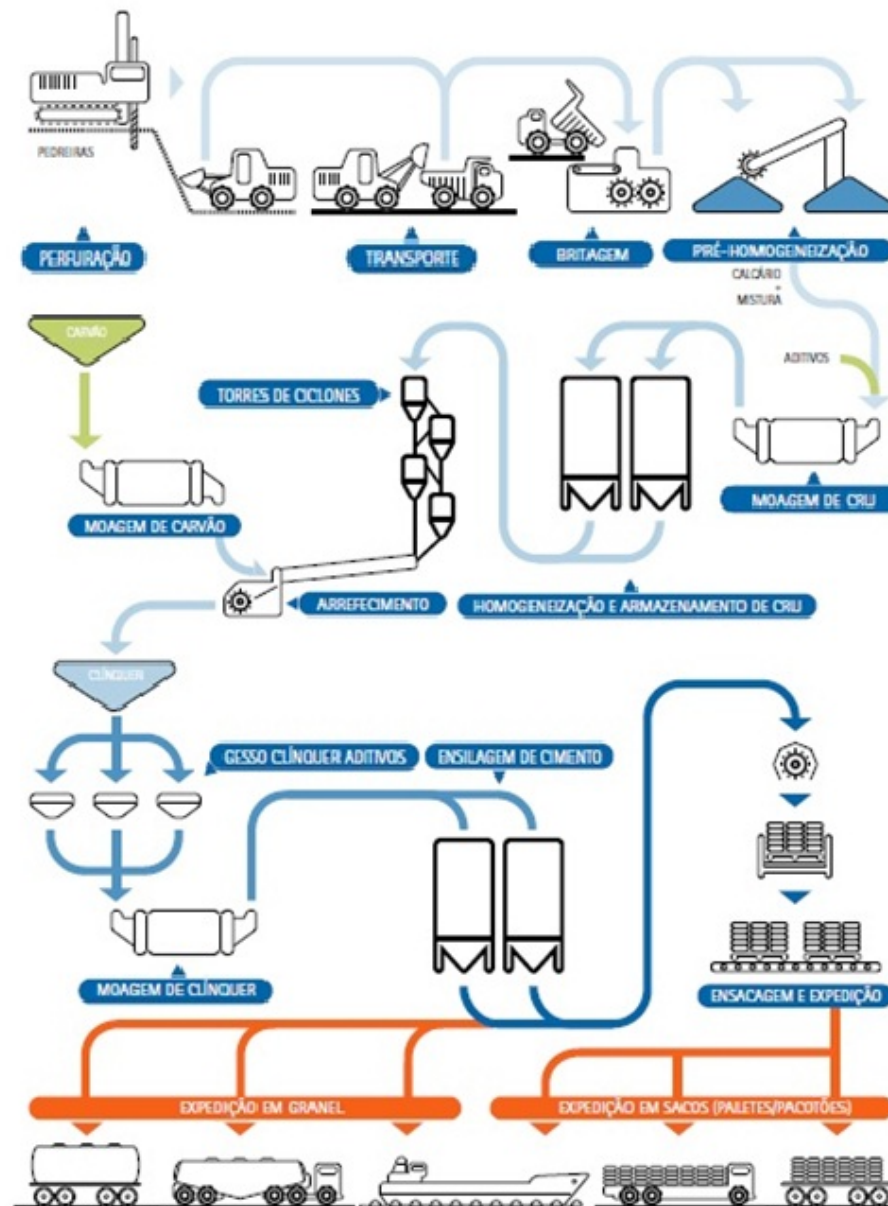 PEDREIRAS
PERFURAÇÃO
TRANSPORTE
BRITAGEM
PRÉ-HOMOGENEIZAÇÃO
CALCÁRIO
+
MISTURA
CARVÃO
ADITIVOS
TORRES DE CICLONES
MOAGEM DE CARVÃO
MOAGEM DE CRU
ARREFECIMENTO
HOMOGENEIZAÇÃO E ARMAZENAMENTO DE CRU
CLÍNQUER
GESSO CLÍNQUER ADITIVOS
ENSILAGEM DE CIMENTO
MOAGEM DE CLÍNQUER
ENSACAGEM E EXPEDIÇÃO
EXPEDIÇÃO EM GRANEL
EXPEDIÇÃO EM SACOS (PALETES/PACOTÕES)